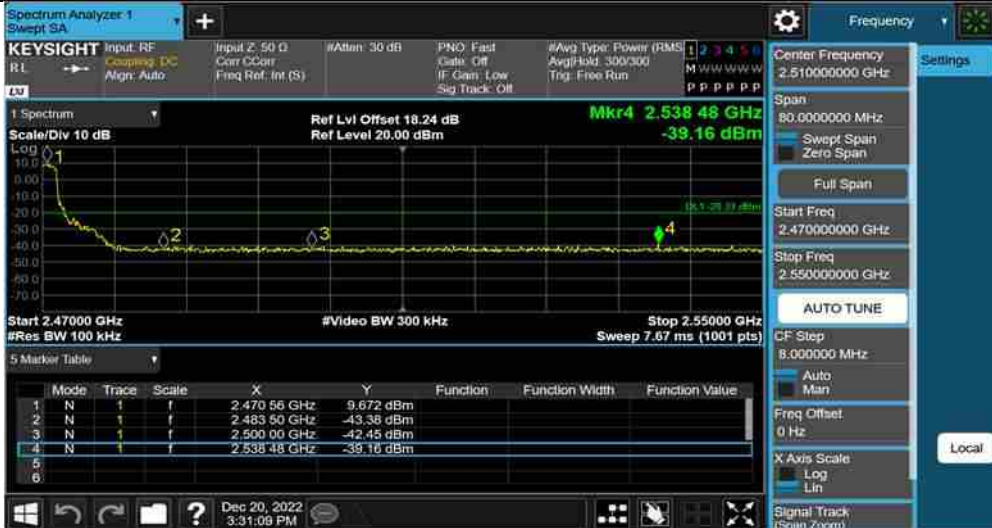 Spectrum Analyzer 1
Swept SA
+
Frequency
KEYSIGHT
RL
LXI
Input: RF
Coupling: DC
Align: Auto
Input Z: 50 Ω
Corr CCorr
Freq Ref: Int (S)
#Atten: 30 dB
PNO: Fast
Gate: Off
IF Gain: Low
Sig Track: Off
#Avg Type: Power (RMS
Avg|Hold: 300/300
Trig: Free Run
1 2 3 4 5 6
M W W W W W
P P P P P P
1 Spectrum
Scale/Div 10 dB
Ref Lvl Offset 18.24 dB
Ref Level 20.00 dBm
Mkr4 2.538 48 GHz
-39.16 dBm
Log
10.0
0.00
-10.0
-20.0
-30.0
-40.0
-50.0
-60.0
-70.0
1
2
3
4
Start 2.47000 GHz
#Video BW 300 kHz
Stop 2.55000 GHz
#Res BW 100 kHz
Sweep 7.67 ms (1001 pts)
5 Marker Table
Mode Trace Scale X Y Function Function Width Function Value
1 N 1 f 2.470 56 GHz 9.672 dBm
2 N 1 f 2.483 50 GHz -43.38 dBm
3 N 1 f 2.500 00 GHz -42.45 dBm
4 N 1 f 2.538 48 GHz -39.16 dBm
5
6
Dec 20, 2022
3:31:09 PM
?
Center Frequency
2.510000000 GHz
Settings
Span
80.0000000 MHz
Swept Span
Zero Span
Full Span
Start Freq
2.470000000 GHz
Stop Freq
2.550000000 GHz
AUTO TUNE
CF Step
8.000000 MHz
Auto
Man
Freq Offset
0 Hz
X Axis Scale
Log
Lin
Signal Track
(Span Zoom)
Local